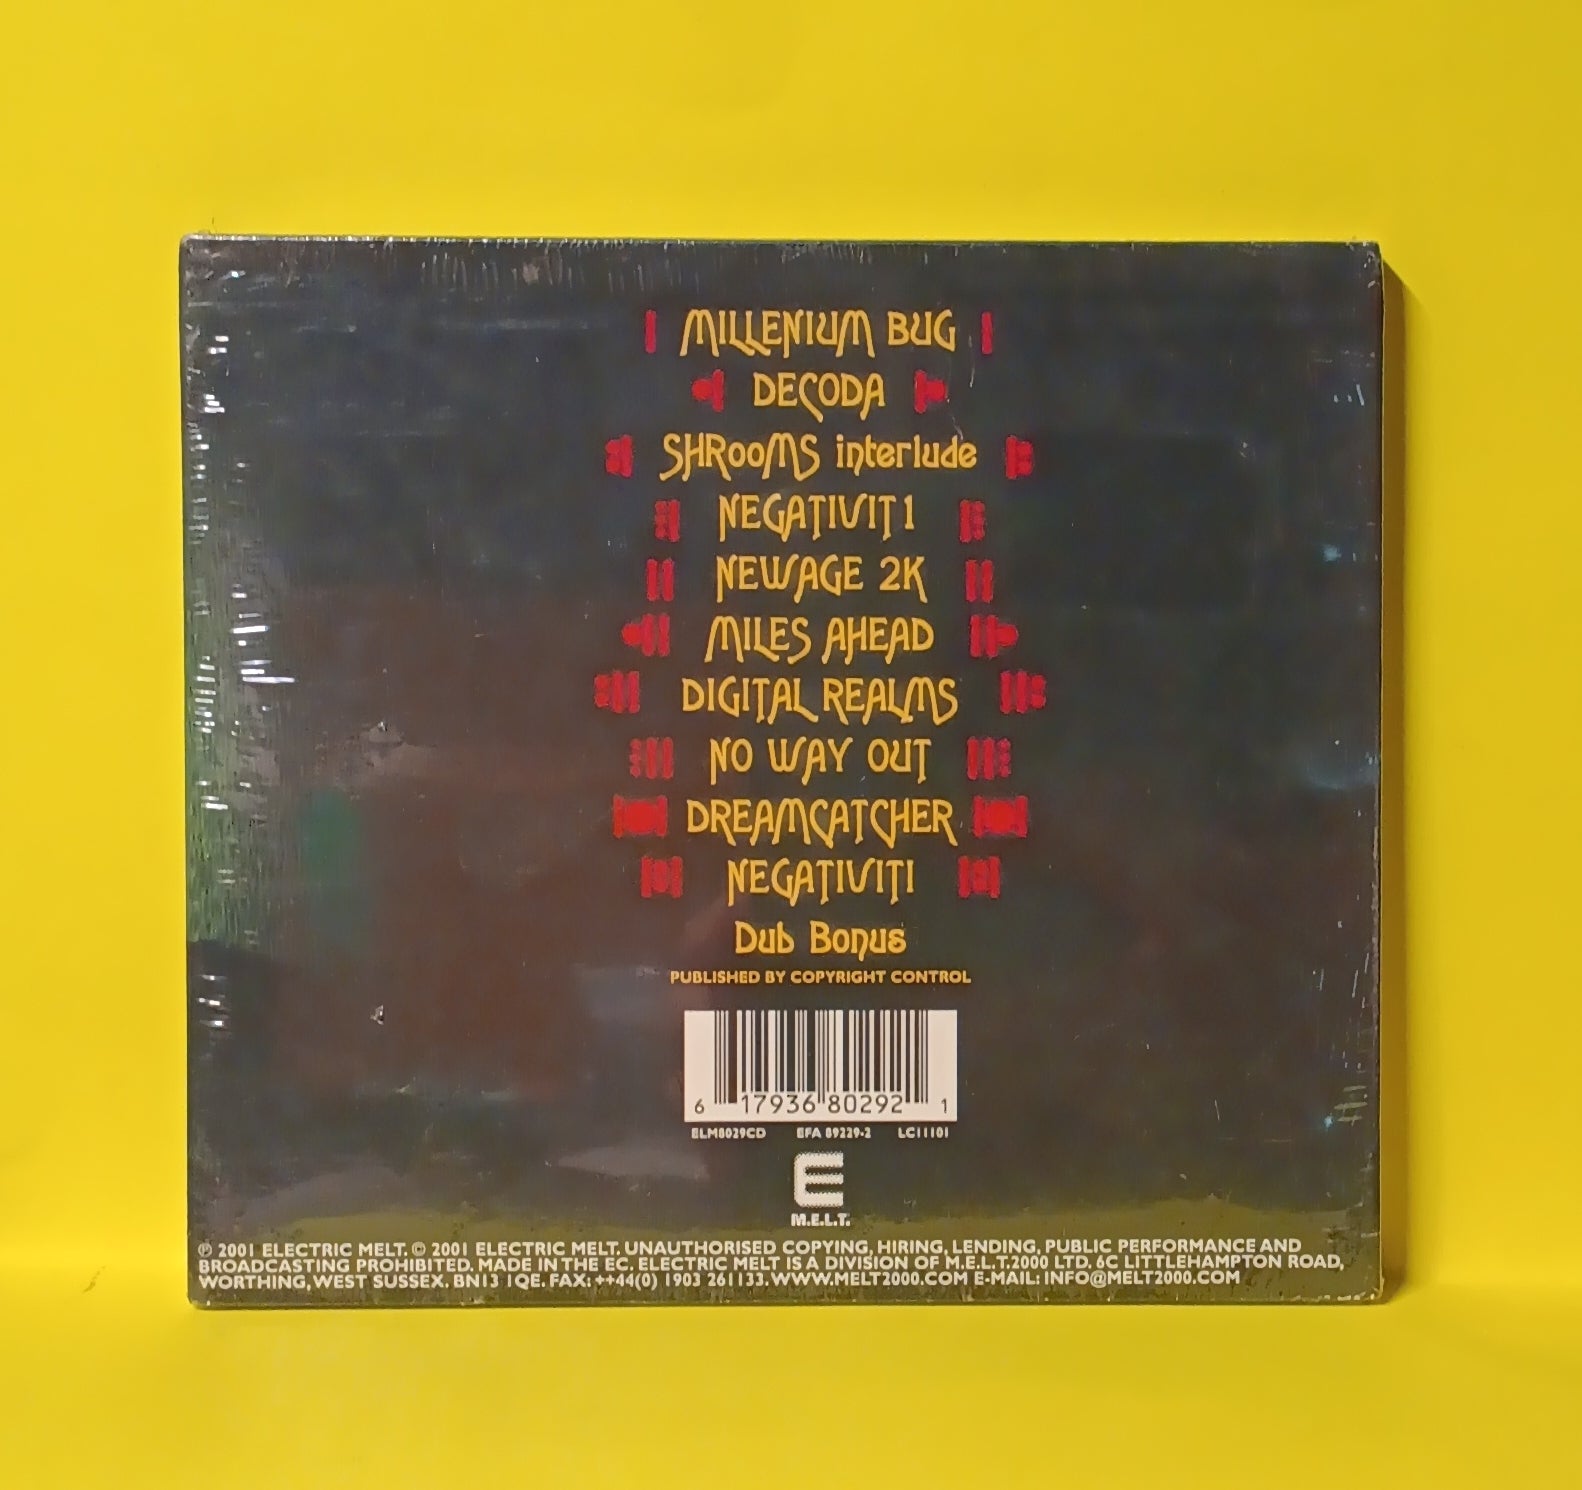 MILLENIUM BUG
DECODA
SHRooMS interlude
NEGATIVIT1
NEWAGE 2K
MILES AHEAD
DIGITAL REALMS
NO WAY OUT
DREAMCATCHER
NEGATIVITI
Dub Bonus
PUBLISHED BY COPYRIGHT CONTROL
6 17936 80292 1
ELM8029CD EFA 89229-2 LC11101
E
M.E.L.T.
℗ 2001 ELECTRIC MELT. © 2001 ELECTRIC MELT. UNAUTHORISED COPYING, HIRING, LENDING, PUBLIC PERFORMANCE AND
BROADCASTING PROHIBITED. MADE IN THE EC. ELECTRIC MELT IS A DIVISION OF M.E.L.T.2000 LTD. 6C LITTLEHAMPTON ROAD,
WORTHING, WEST SUSSEX. BN13 1QE. FAX: ++44(0) 1903 261133. WWW.MELT2000.COM E-MAIL: INFO@MELT2000.COM